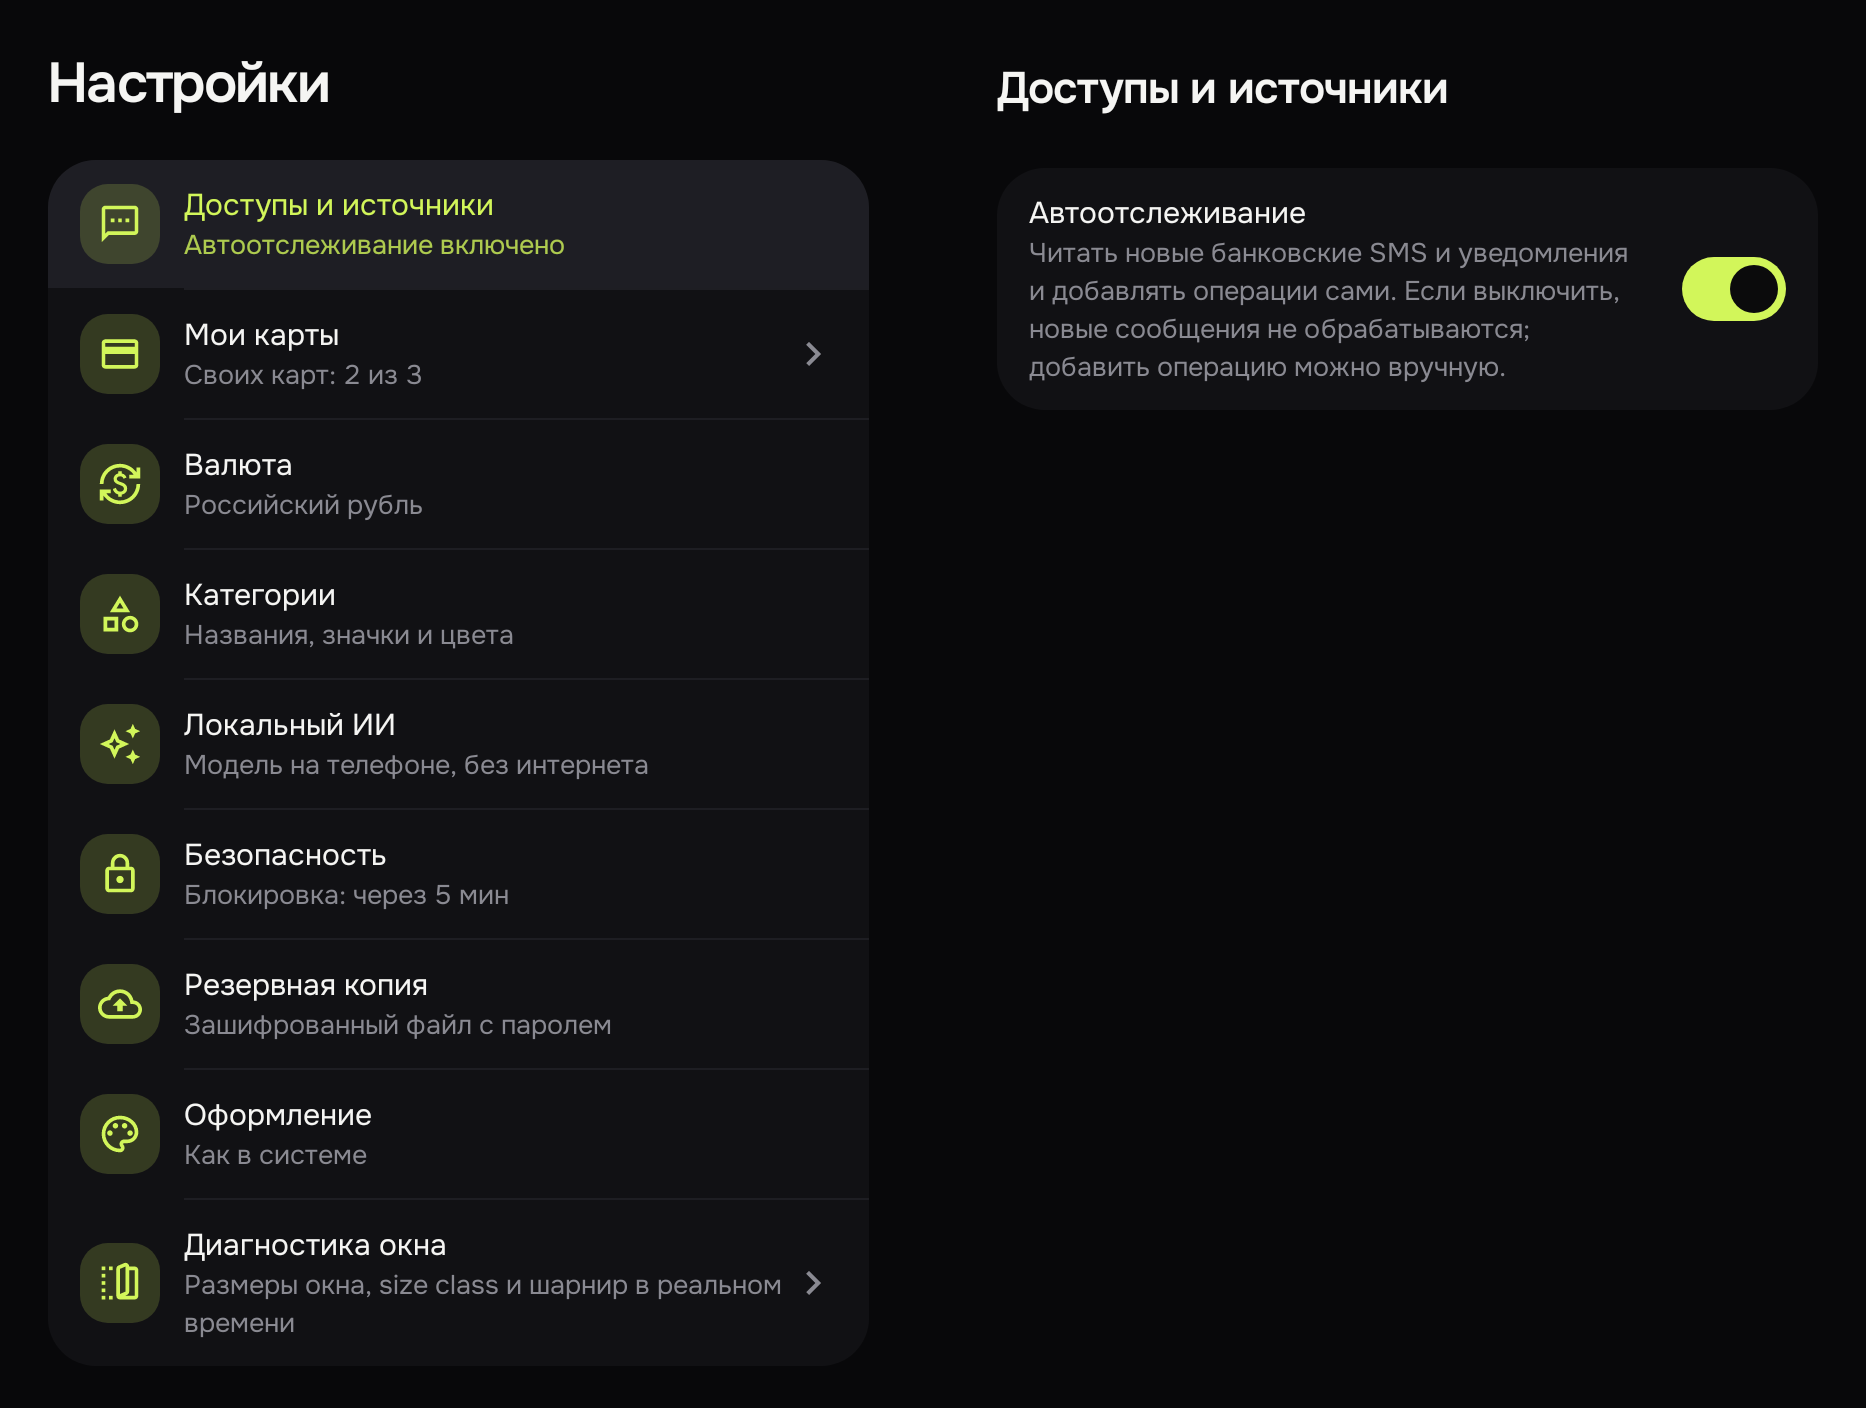 Настройки
Доступы и источники
Автоотслеживание включено
Мои карты
Своих карт: 2 из 3
Валюта
Российский рубль
Категории
Названия, значки и цвета
Локальный ИИ
Модель на телефоне, без интернета
Безопасность
Блокировка: через 5 мин
Резервная копия
Зашифрованный файл с паролем
Оформление
Как в системе
Диагностика окна
Размеры окна, size class и шарнир в реальном
времени
Доступы и источники
Автоотслеживание
Читать новые банковские SMS и уведомления
и добавлять операции сами. Если выключить,
новые сообщения не обрабатываются;
добавить операцию можно вручную.